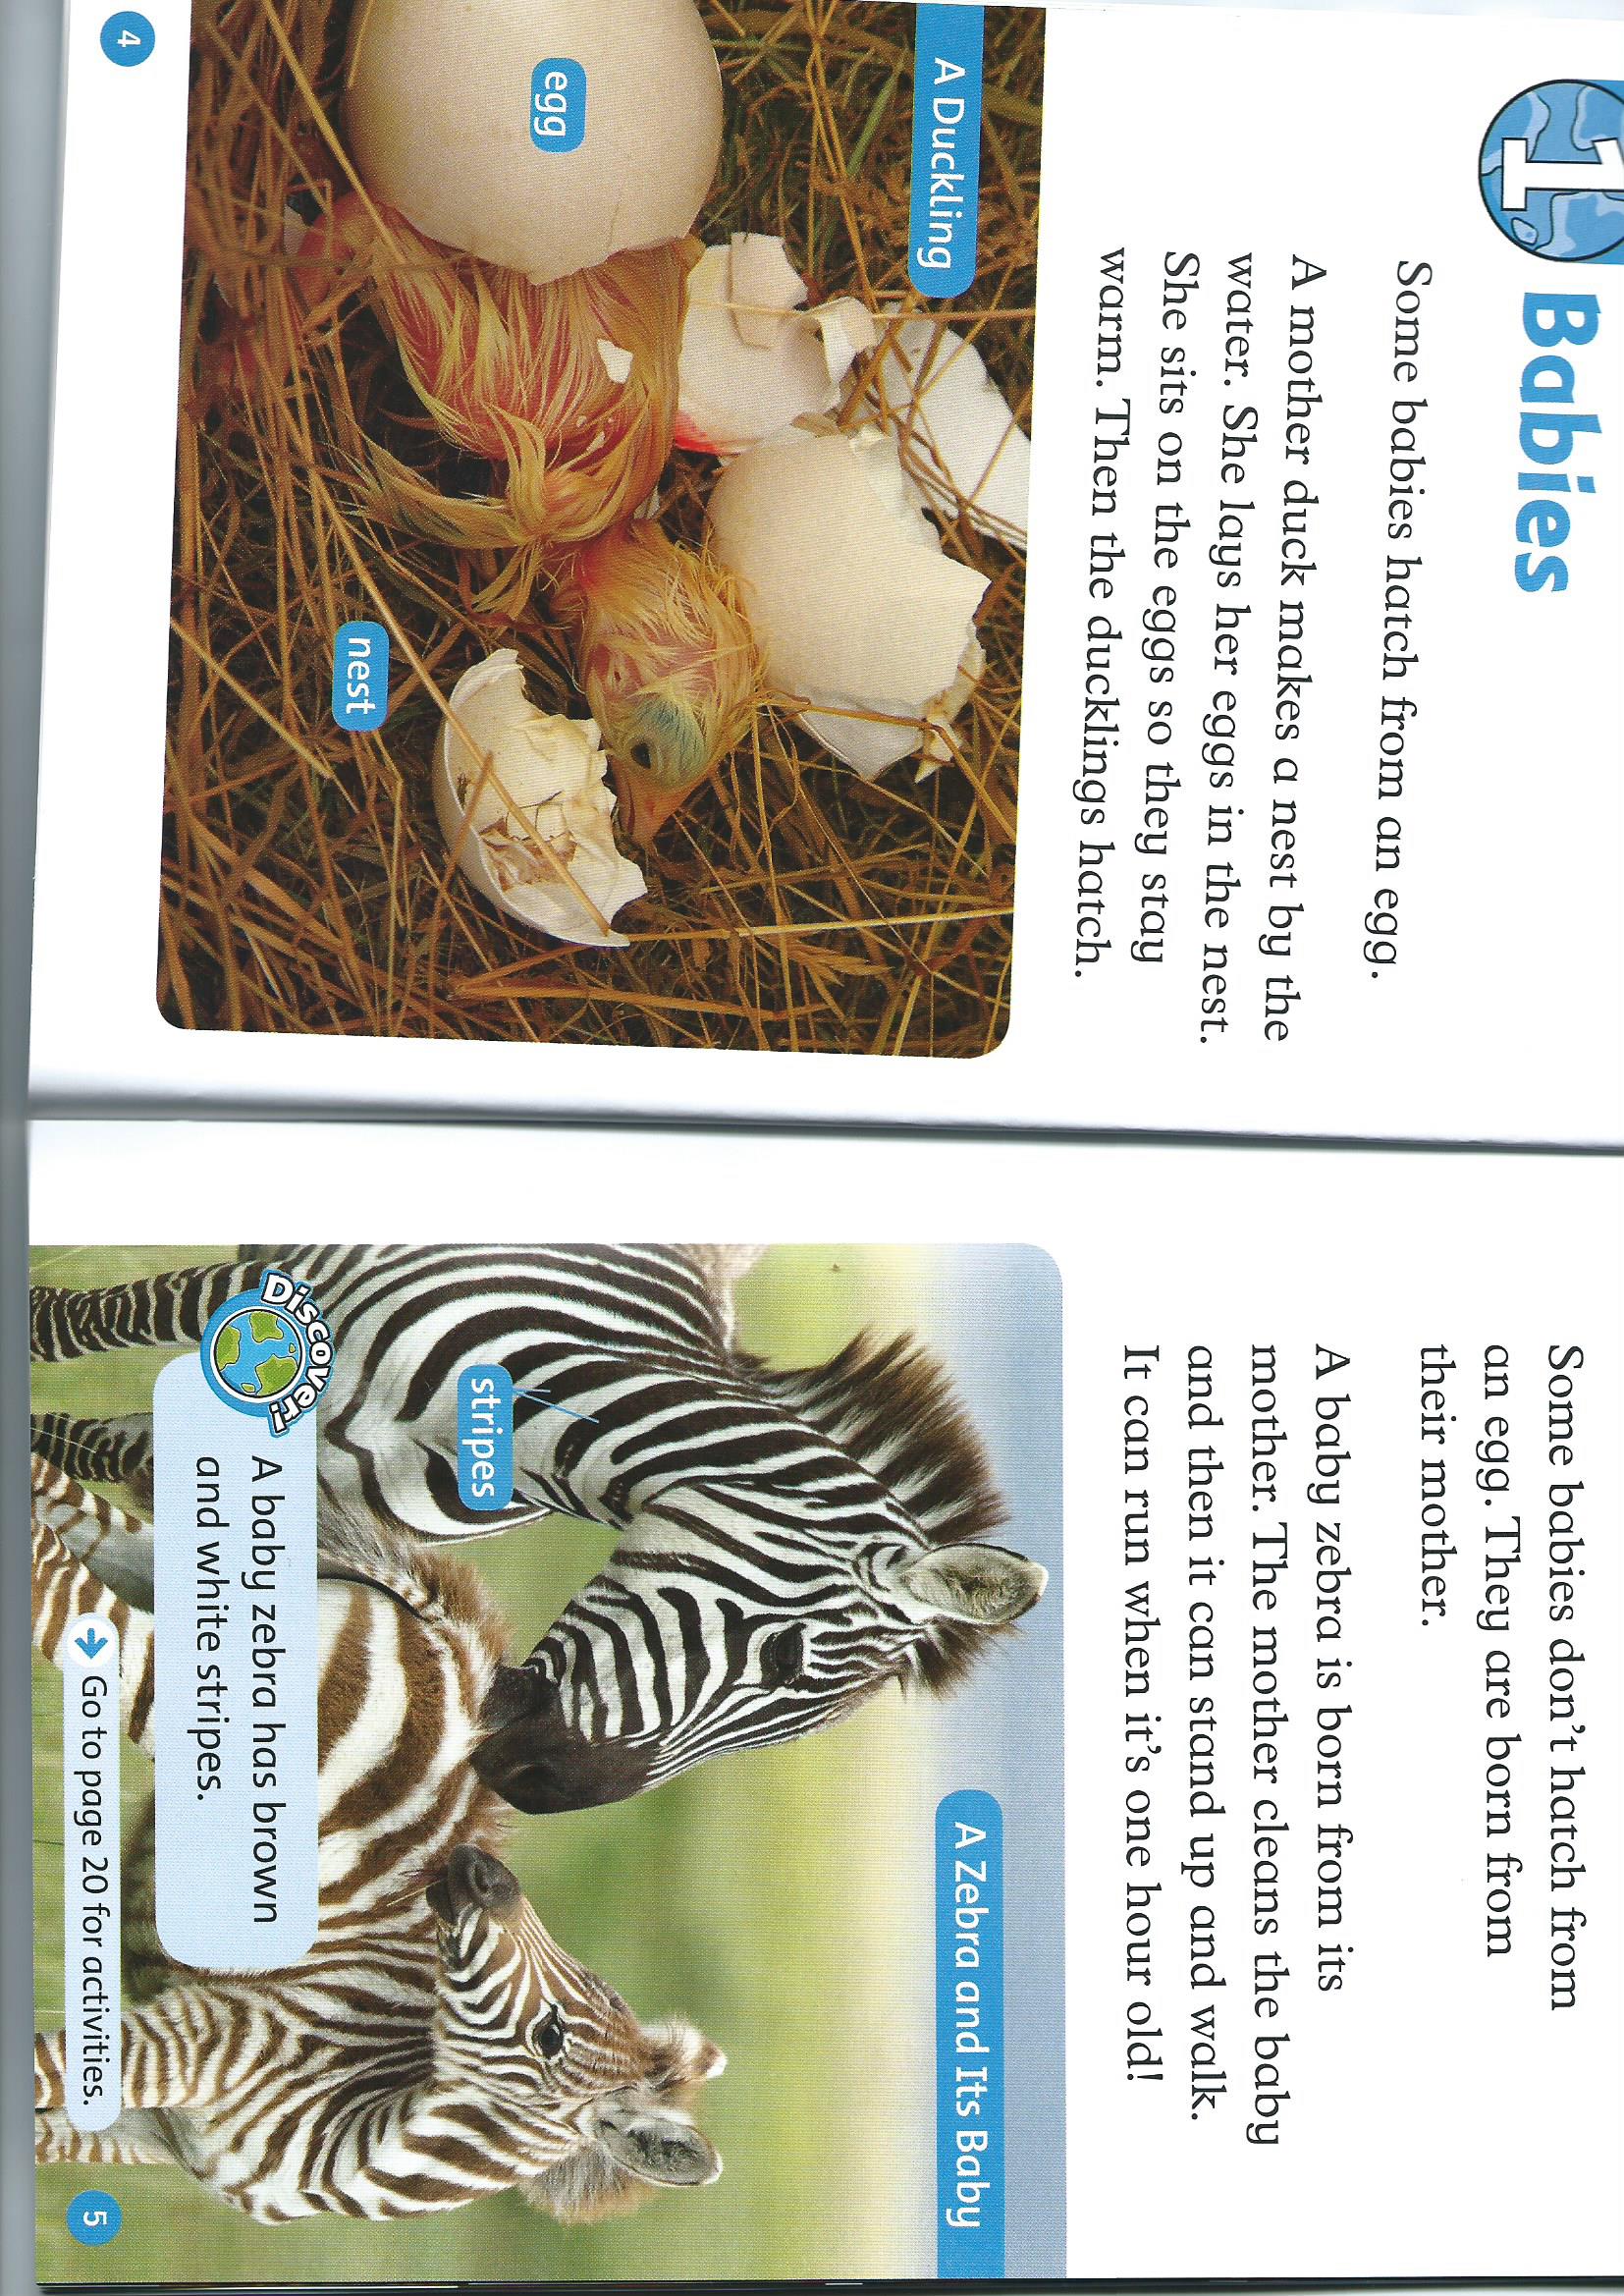 1 Babies
Some babies hatch from an egg.
A mother duck makes a nest by the
water. She lays her eggs in the nest.
She sits on the eggs so they stay
warm. Then the ducklings hatch.
A Duckling
egg
nest
4
Some babies don't hatch from
an egg. They are born from
their mother.
A baby zebra is born from its
mother. The mother cleans the baby
and then it can stand up and walk.
It can run when it's one hour old!
A Zebra and Its Baby
stripes
Discover!
A baby zebra has brown
and white stripes.
Go to page 20 for activities.
5